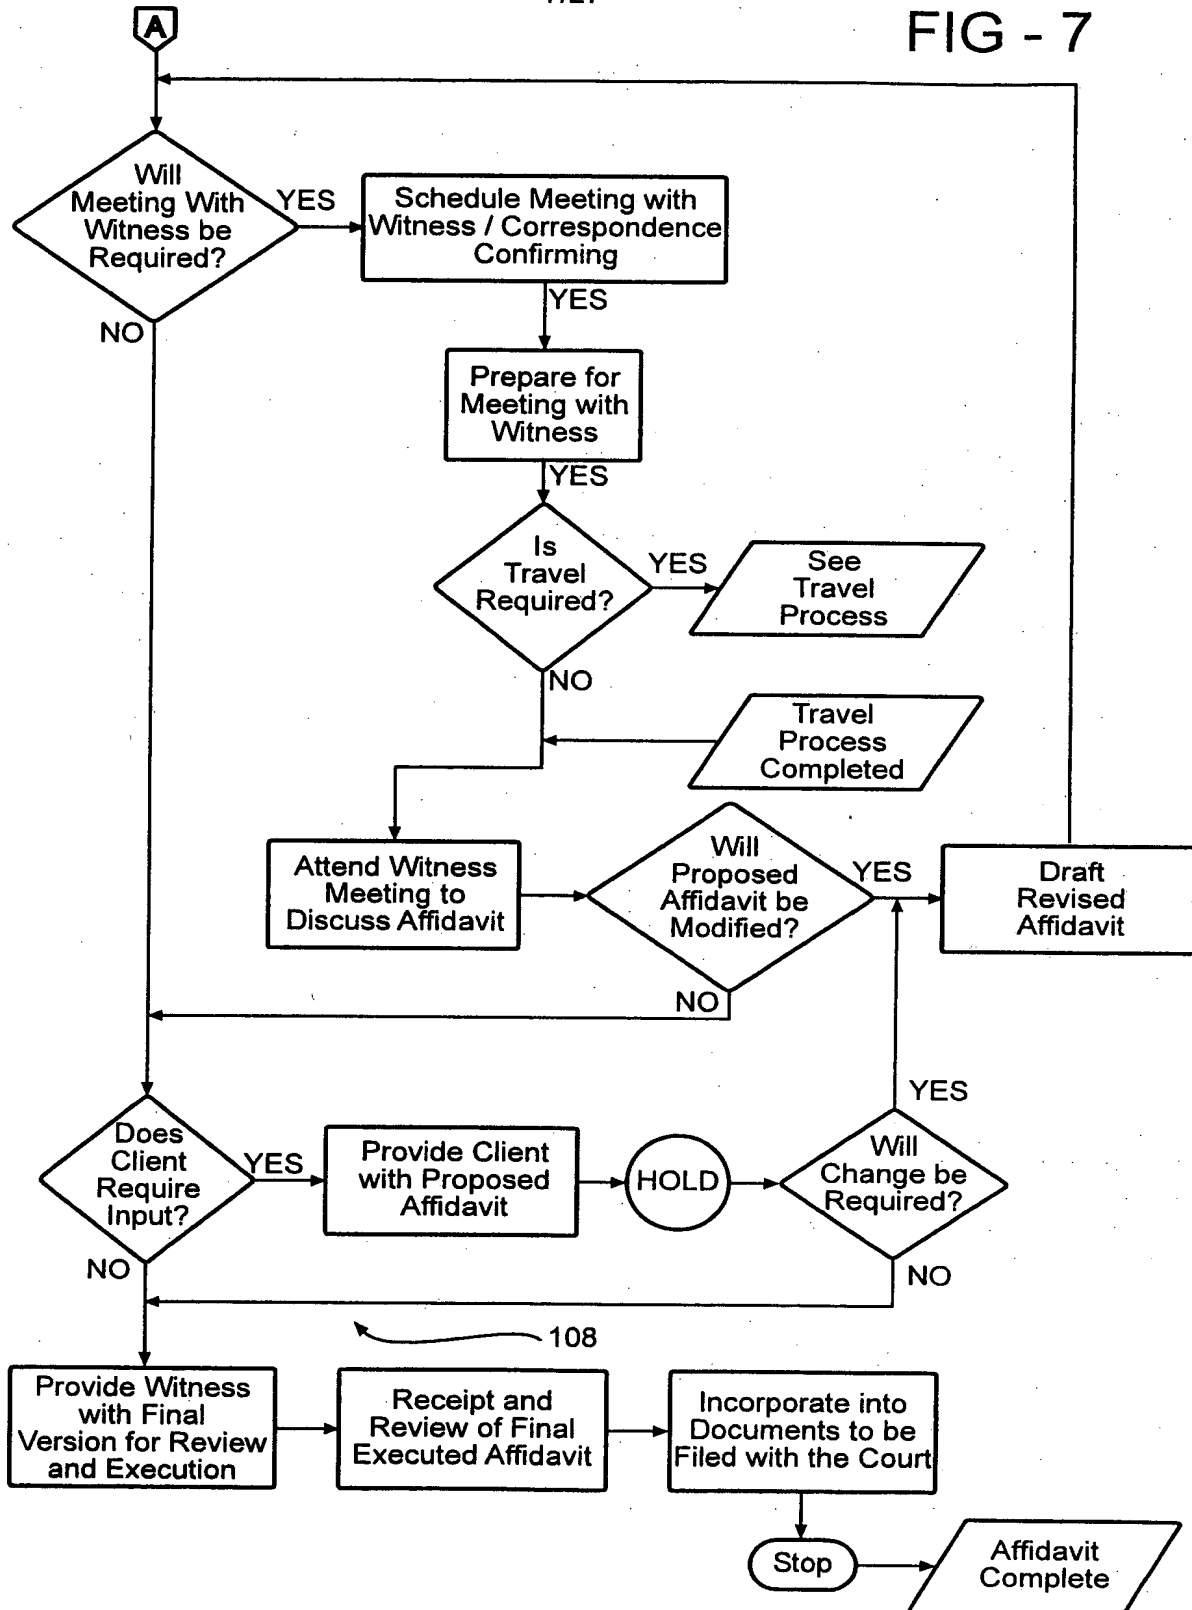 FIG - 7
A
Will
Meeting With
Witness be
Required?
YES
Schedule Meeting with
Witness / Correspondence
Confirming
NO
YES
Prepare for
Meeting with
Witness
YES
Is
Travel
Required?
YES
See
Travel
Process
NO
Travel
Process
Completed
Attend Witness
Meeting to
Discuss Affidavit
Will
Proposed
Affidavit be
Modified?
YES
Draft
Revised
Affidavit
NO
YES
Does
Client
Require
Input?
YES
Provide Client
with Proposed
Affidavit
HOLD
Will
Change be
Required?
NO
NO
108
Provide Witness
with Final
Version for Review
and Execution
Receipt and
Review of Final
Executed Affidavit
Incorporate into
Documents to be
Filed with the Court
Stop
Affidavit
Complete